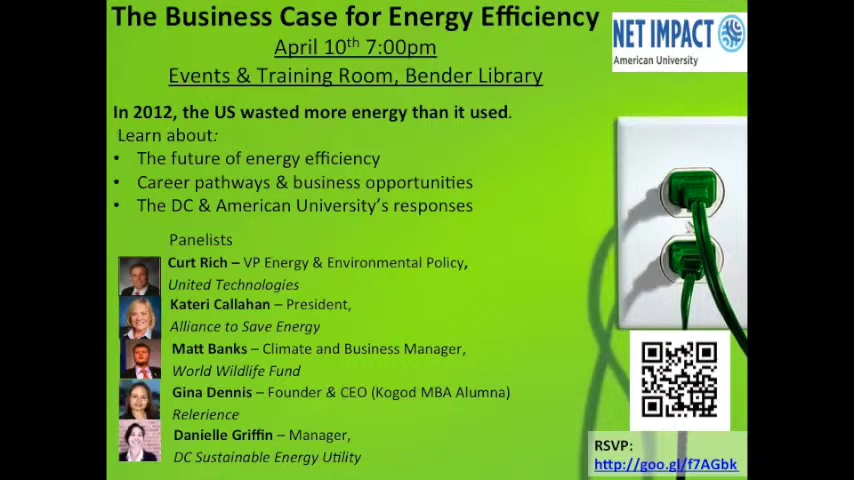 The Business Case for Energy Efficiency
April 10th 7:00pm
Events & Training Room, Bender Library
NET IMPACT
American University
In 2012, the US wasted more energy than it used.
Learn about:
• The future of energy efficiency
• Career pathways & business opportunities
• The DC & American University's responses
Panelists
Curt Rich – VP Energy & Environmental Policy,
United Technologies
Kateri Callahan – President,
Alliance to Save Energy
Matt Banks – Climate and Business Manager,
World Wildlife Fund
Gina Dennis – Founder & CEO (Kogod MBA Alumna)
Relerience
Danielle Griffin – Manager,
DC Sustainable Energy Utility
RSVP:
http://goo.gl/f7AGbk